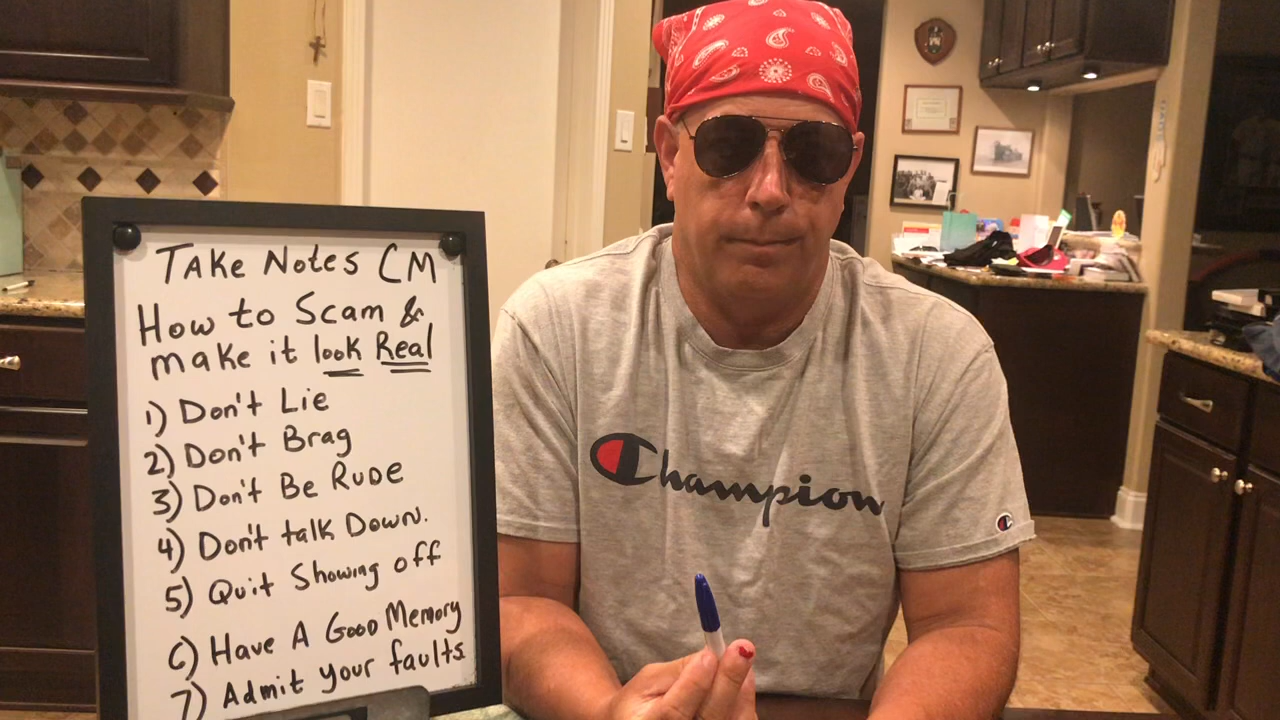 TAKE NOTES CM
How to Scam &
make it look Real
1) Don't Lie
2) Don't Brag
3) Don't Be RUDE
4) Don't talk Down.
5) Quit Showing off
C) Have A Good Memory
7) Admit your faults
Champion